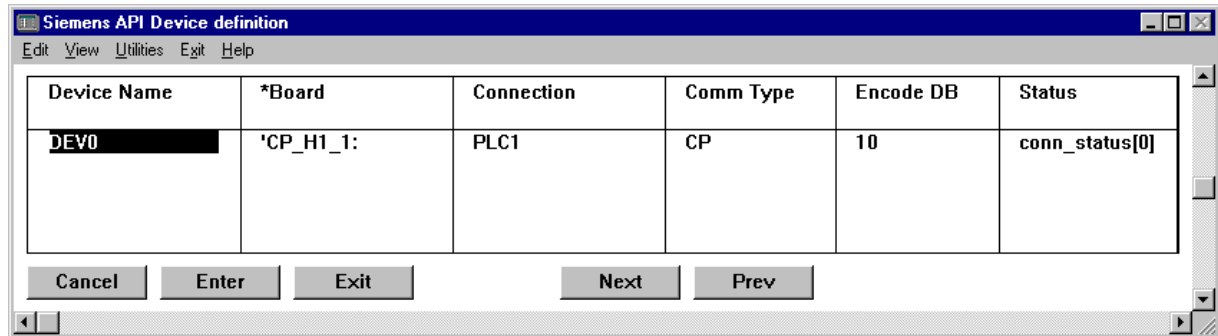 Siemens API Device definition
Edit View Utilities Exit Help
Device Name *Board Connection Comm Type Encode DB Status
DEV0 'CP_H1_1: PLC1 CP 10 conn_status[0]
Cancel Enter Exit Next Prev